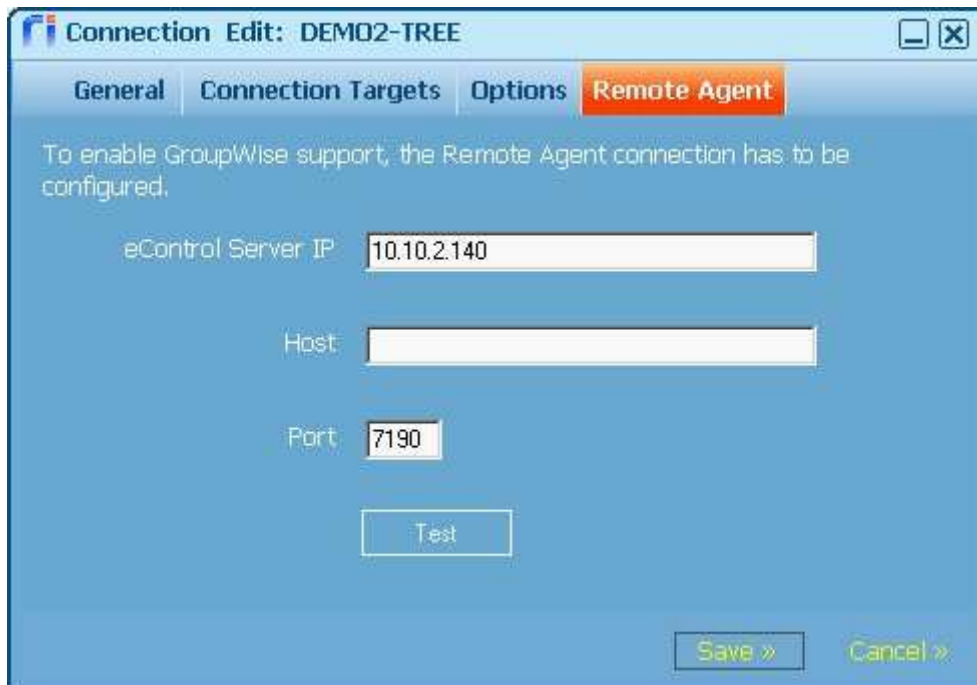 Connection Edit: DEMO2-TREE
General Connection Targets Options Remote Agent
To enable GroupWise support, the Remote Agent connection has to be
configured.
eControl Server IP 10.10.2.140
Host
Port 7190
Test
Save » Cancel »